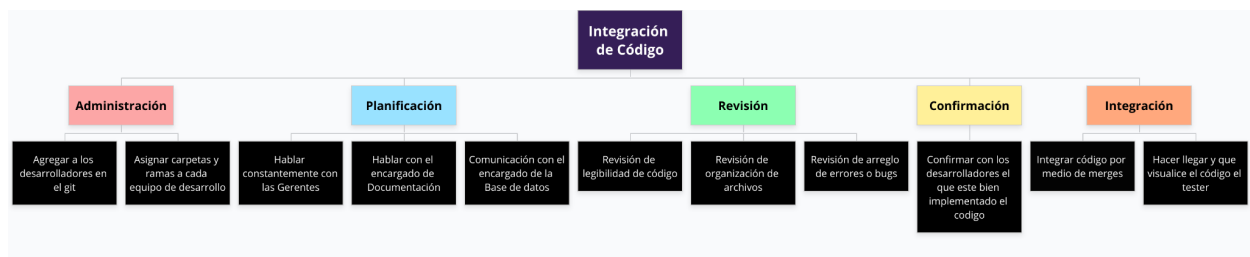 Integración
de Código
Administración
Planificación
Revisión
Confirmación
Integración
Agregar a los
desarrolladores en
el git
Asignar carpetas y
ramas a cada
equipo de desarrollo
Hablar
constantemente con
las Gerentes
Hablar con el
encargado de
Documentación
Comunicación con el
encargado de la
Base de datos
Revisión de
legibilidad de código
Revisión de
organización de
archivos
Revisión de arreglo
de errores o bugs
Confirmar con los
desarrolladores el
que este bien
implementado el
codigo
Integrar código por
medio de merges
Hacer llegar y que
visualice el código el
tester